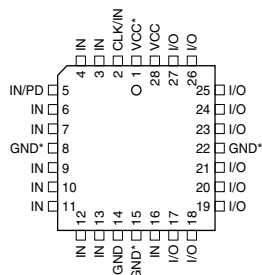 IN
IN
CLK/IN
VCC*
VCC
I/O
I/O
4
3
2
1
28
27
26
IN/PD 5
IN 6
IN 7
GND* 8
IN 9
IN 10
IN 11
25 I/O
24 I/O
23 I/O
22 GND*
21 I/O
20 I/O
19 I/O
12
13
14
15
16
17
18
IN
IN
GND
GND*
IN
I/O
I/O